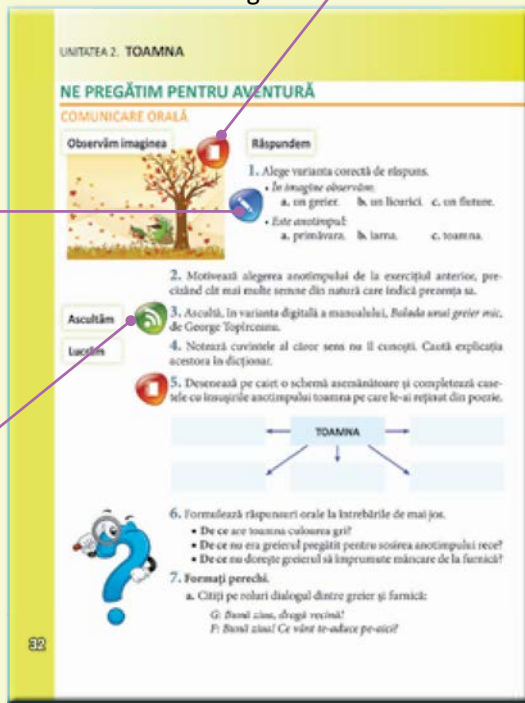 UNITATEA 2. TOAMNA
NE PREGĂTIM PENTRU AVENTURĂ
COMUNICARE ORALĂ
Observăm imaginea
Răspundem
1. Alege varianta corectă de răspuns.
• În imagine observăm:
a. un greier. b. un licurici. c. un fluture.
• Este anotimpul:
a. primăvara. b. iarna. c. toamna.
2. Motivează alegerea anotimpului de la exercițiul anterior, pre-
cizând cât mai multe semne din natură care indică prezența sa.
Ascultăm
3. Ascultă, în varianta digitală a manualului, Balada unui greier mic,
de George Topîrceanu.
Lucrăm
4. Notează cuvintele al căror sens nu îl cunoști. Caută explicația
acestora în dicționar.
5. Desenează pe caiet o schemă asemănătoare și completează case-
tele cu însușirile anotimpului toamna pe care le-ai reținut din poezie.
TOAMNA
6. Formulează răspunsuri orale la întrebările de mai jos.
• De ce are toamna culoarea gri?
• De ce nu era greierul pregătit pentru sosirea anotimpului rece?
• De ce nu dorește greierul să împrumute mâncare de la furnică?
7. Formați perechi.
a. Citiți pe roluri dialogul dintre greier și furnică:
G: Bună ziua, dragă vecină!
F: Bună ziua! Ce vânt te-aduce pe-aici?
32